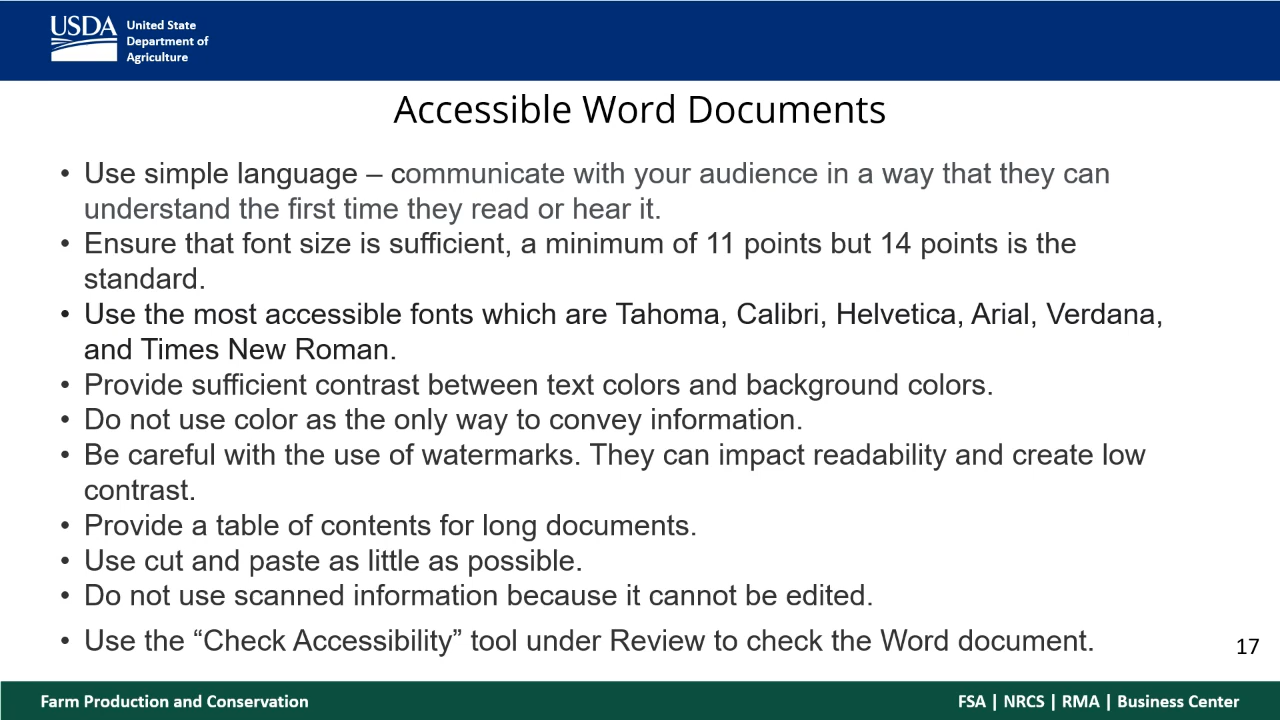 USDA
United State
Department of
Agriculture
Accessible Word Documents
• Use simple language – communicate with your audience in a way that they can
understand the first time they read or hear it.
• Ensure that font size is sufficient, a minimum of 11 points but 14 points is the
standard.
• Use the most accessible fonts which are Tahoma, Calibri, Helvetica, Arial, Verdana,
and Times New Roman.
• Provide sufficient contrast between text colors and background colors.
• Do not use color as the only way to convey information.
• Be careful with the use of watermarks. They can impact readability and create low
contrast.
• Provide a table of contents for long documents.
• Use cut and paste as little as possible.
• Do not use scanned information because it cannot be edited.
• Use the “Check Accessibility” tool under Review to check the Word document.
17
Farm Production and Conservation
FSA | NRCS | RMA | Business Center